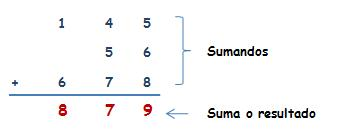 1 4 5
5 6
Sumandos
+ 6 7 8
8 7 9
Suma o resultado